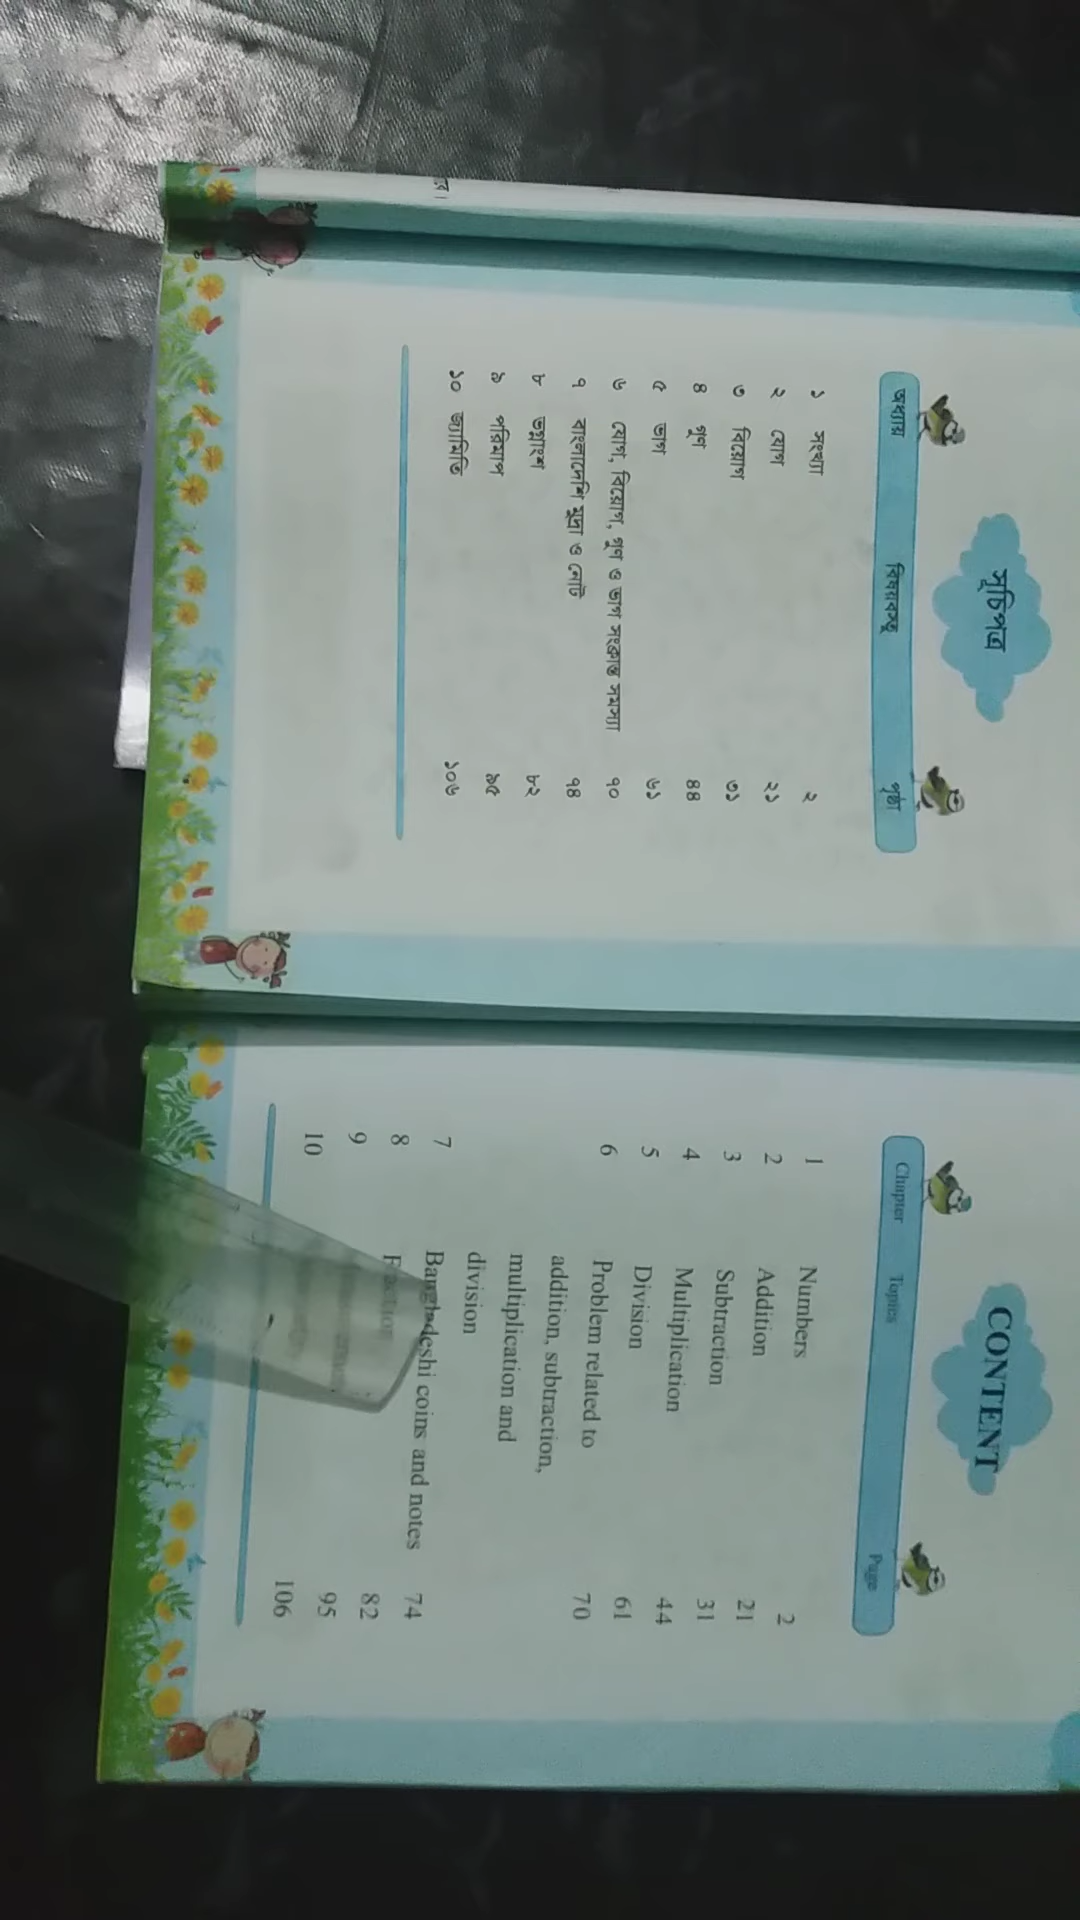 সূচিপত্র
অধ্যায় বিষয়বস্তু পৃষ্ঠা
১ সংখ্যা ২
২ যোগ ২১
৩ বিয়োগ ৩১
৪ গুণ ৪৪
৫ ভাগ ৬১
৬ যোগ, বিয়োগ, গুণ ও ভাগ সংক্রান্ত সমস্যা ৭০
৭ বাংলাদেশি মুদ্রা ও নোট ৭৪
৮ ভগ্নাংশ ৮২
৯ পরিমাপ ৯৫
১০ জ্যামিতি ১০৬
CONTENT
Chapter Topics Page
1 Numbers 2
2 Addition 21
3 Subtraction 31
4 Multiplication 44
5 Division 61
6 Problem related to
addition, subtraction,
multiplication and
division 70
7 Bangladeshi coins and notes 74
8 Fraction 82
9 95
10 106